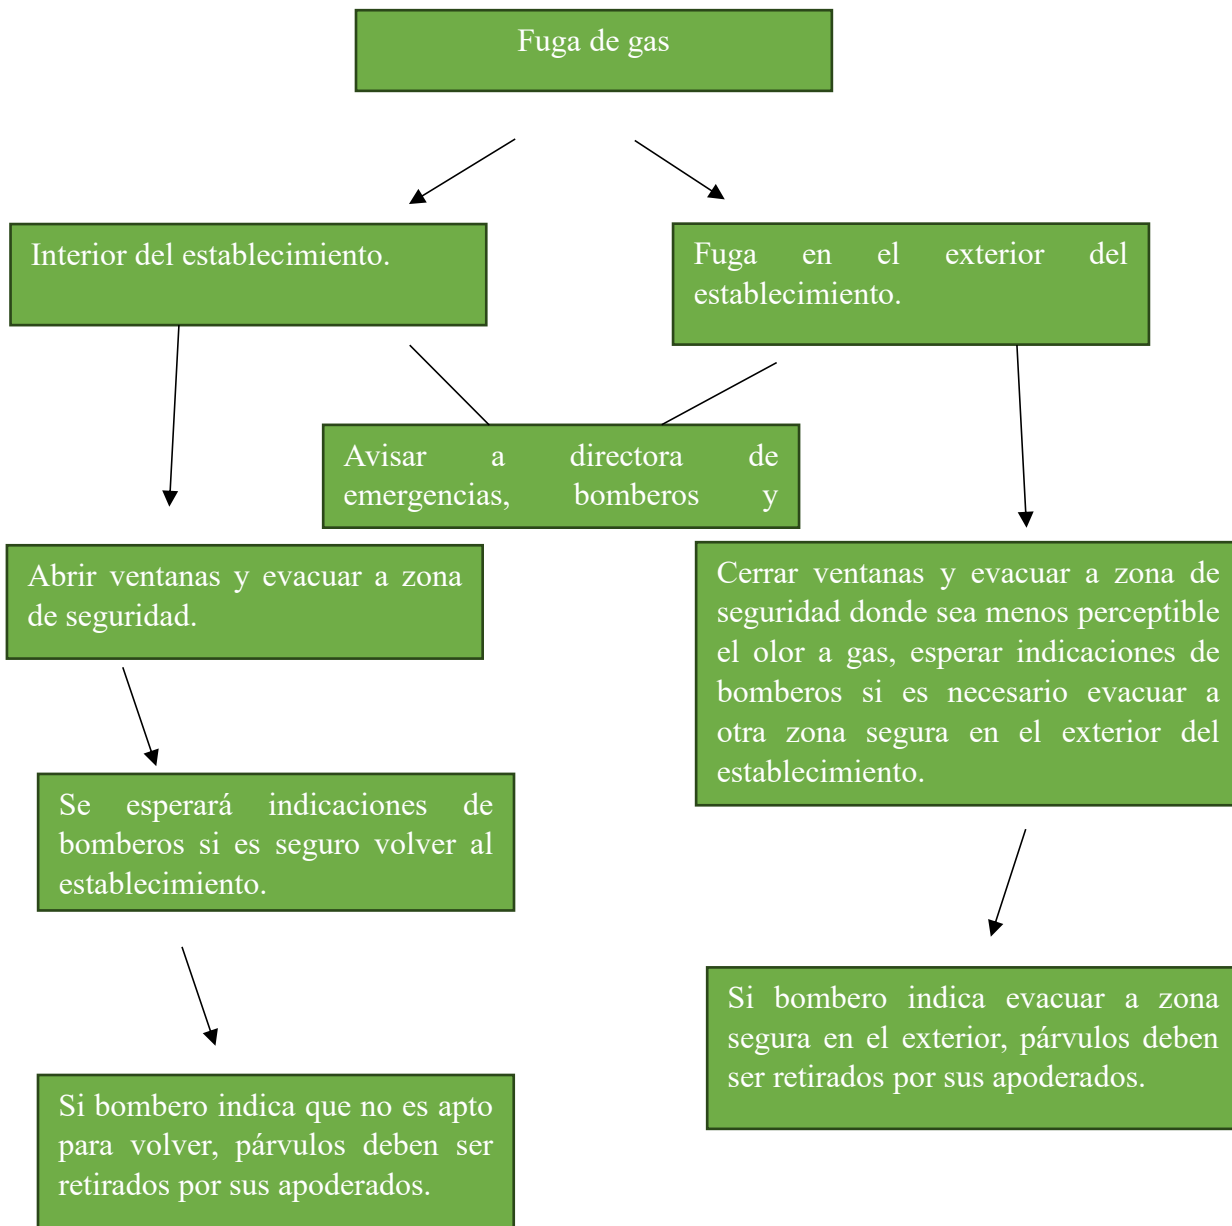 Fuga de gas
Interior del establecimiento.
Fuga en el exterior del
establecimiento.
Avisar a directora de
emergencias, bomberos y
Abrir ventanas y evacuar a zona
de seguridad.
Cerrar ventanas y evacuar a zona de
seguridad donde sea menos perceptible
el olor a gas, esperar indicaciones de
bomberos si es necesario evacuar a
otra zona segura en el exterior del
establecimiento.
Se esperará indicaciones de
bomberos si es seguro volver al
establecimiento.
Si bombero indica evacuar a zona
segura en el exterior, párvulos deben
ser retirados por sus apoderados.
Si bombero indica que no es apto
para volver, párvulos deben ser
retirados por sus apoderados.